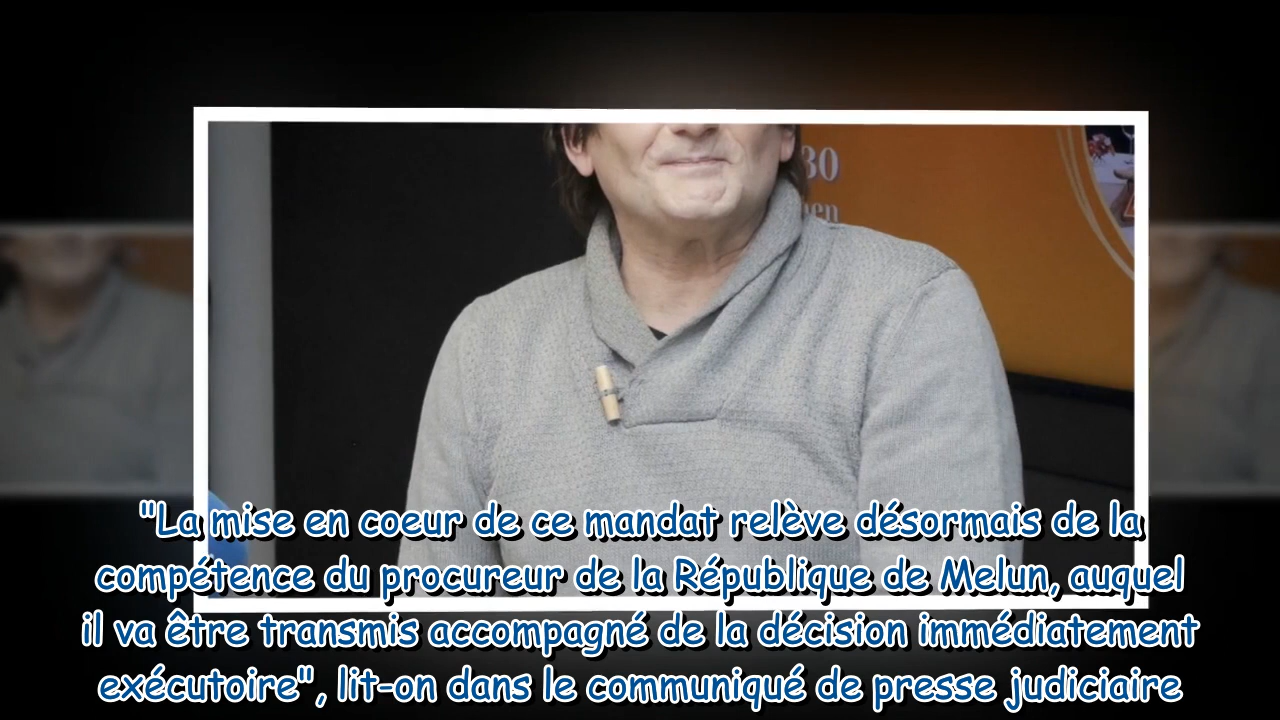 30
"La mise en coeur de ce mandat relève désormais de la
compétence du procureur de la République de Melun, auquel
il va être transmis accompagné de la décision immédiatement
exécutoire", lit-on dans le communiqué de presse judiciaire